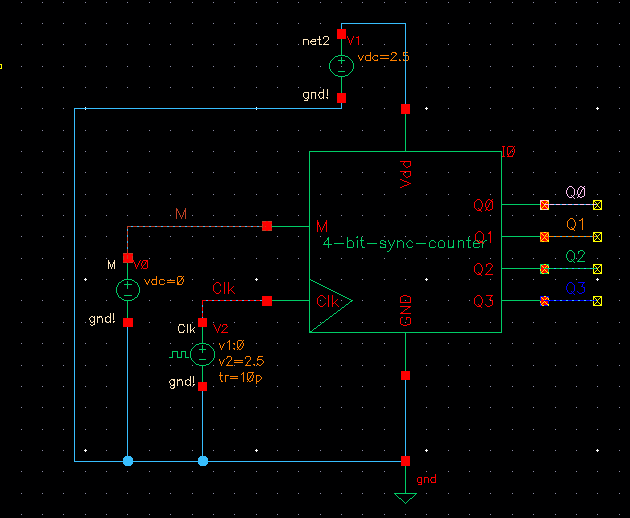 net2
V1
vdc=2.5
gnd!
I0
Vdd
Q0
Q0
M
M
Q1
Q1
4-bit-sync-counter
M
V0
Q2
Q2
vdc=0
Clk
Clk
GND
Q3
Q3
gnd!
Clk
V2
v1:0
v2=2.5
tr=10p
gnd!
gnd